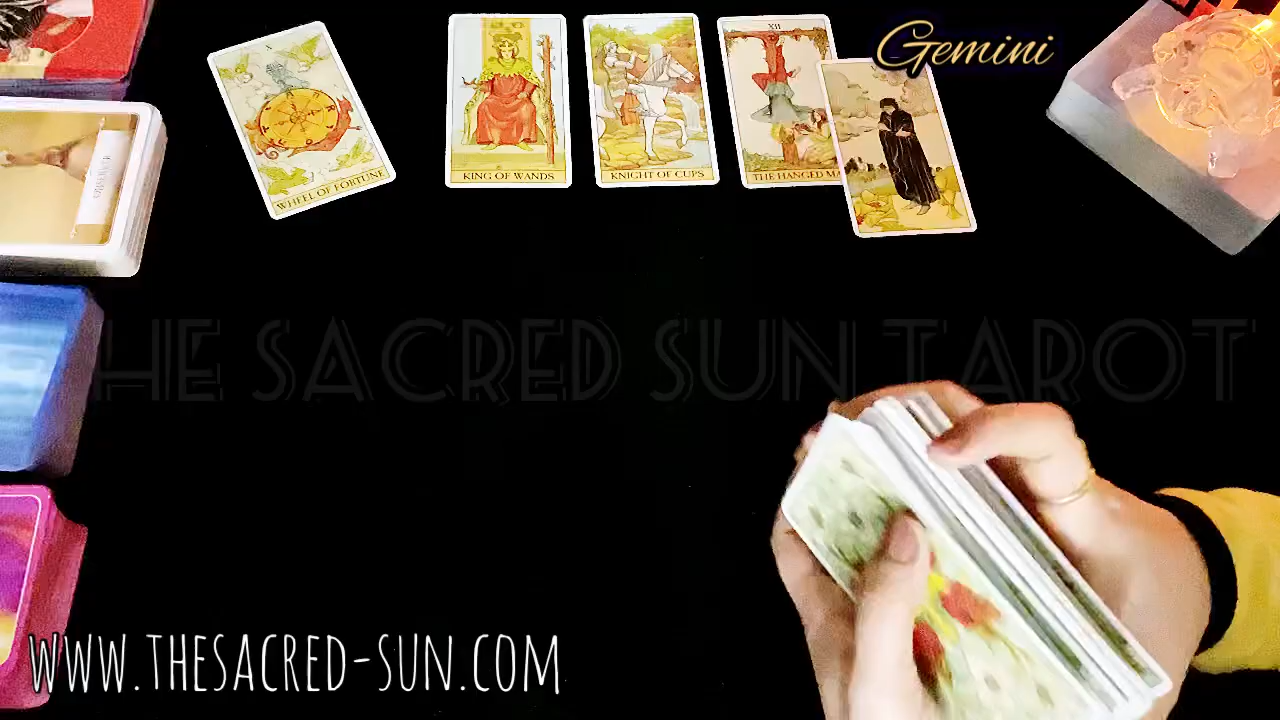 Gemini
X
WHEEL OF FORTUNE
KING OF WANDS
KNIGHT OF CUPS
XII
THE HANGED MA
THE SACRED SUN TAROT
WWW.THESACRED-SUN.COM